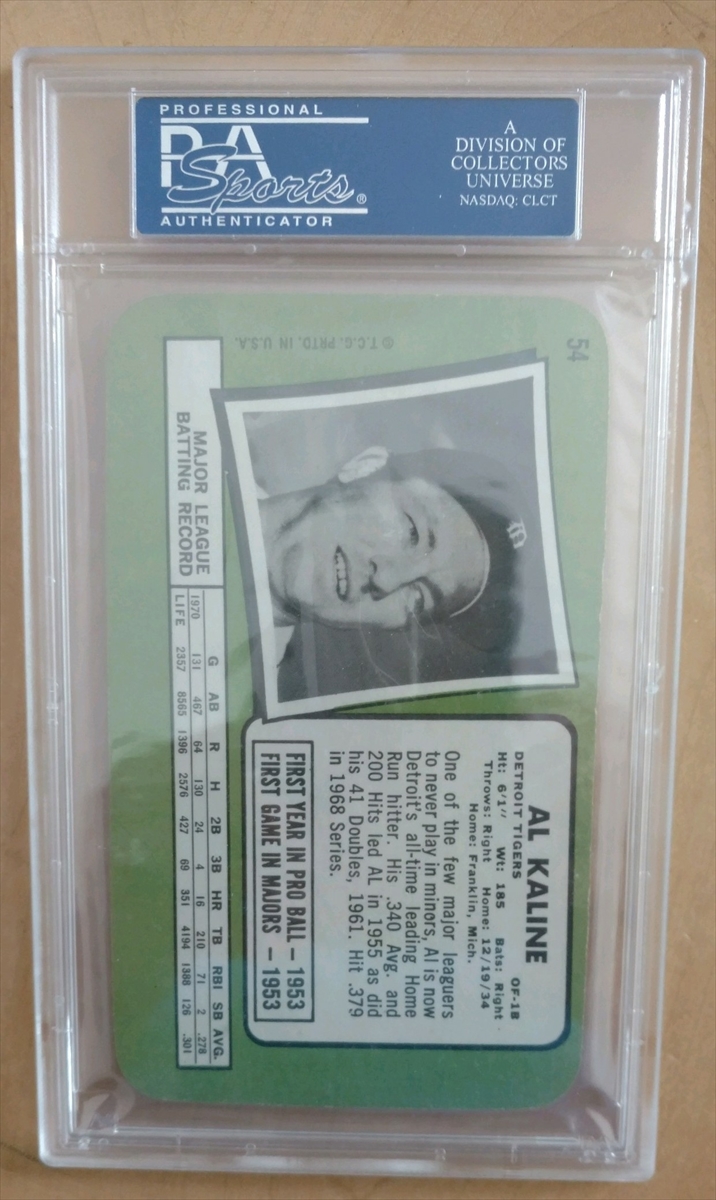 PROFESSIONAL
PSA
Sports®
AUTHENTICATOR
A
DIVISION OF
COLLECTORS
UNIVERSE
NASDAQ: CLCT
54
© T.C.G. PRTD. IN U.S.A.
AL KALINE
DETROIT TIGERS OF-1B
Ht: 6'1" Wt: 185 Bats: Right
Throws: Right Home: 12/19/34
Home: Franklin, Mich.
One of the few major leaguers
to never play in minors, Al is now
Detroit's all-time leading Home
Run hitter. His .340 Avg. and
200 Hits led AL in 1955 as did
his 41 Doubles, 1961. Hit .379
in 1968 Series.
FIRST YEAR IN PRO BALL – 1953
FIRST GAME IN MAJORS – 1953
MAJOR LEAGUE
BATTING RECORD
G AB R H 2B 3B HR TB RBI SB AVG.
1970 131 467 64 130 24 4 16 210 71 2 .278
LIFE 2357 8565 1396 2576 427 69 351 4194 1388 126 .301